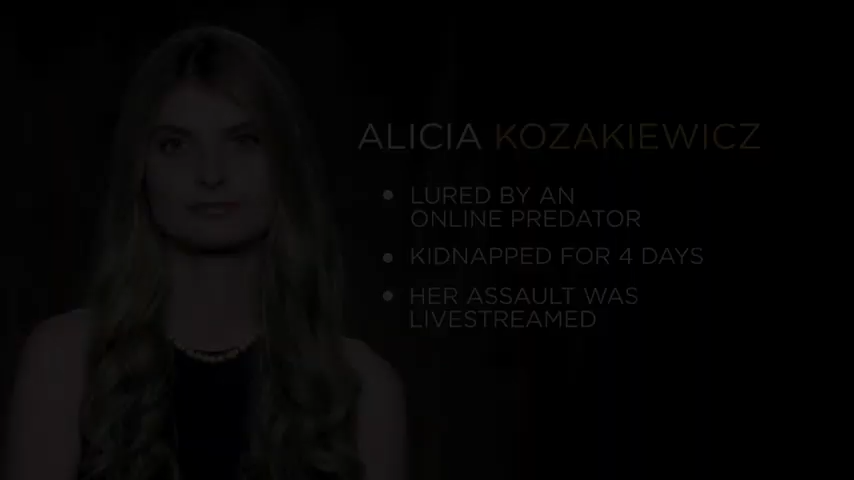 ALICIA KOZAKIEWICZ
• LURED BY AN
ONLINE PREDATOR
• KIDNAPPED FOR 4 DAYS
• HER ASSAULT WAS
LIVESTREAMED